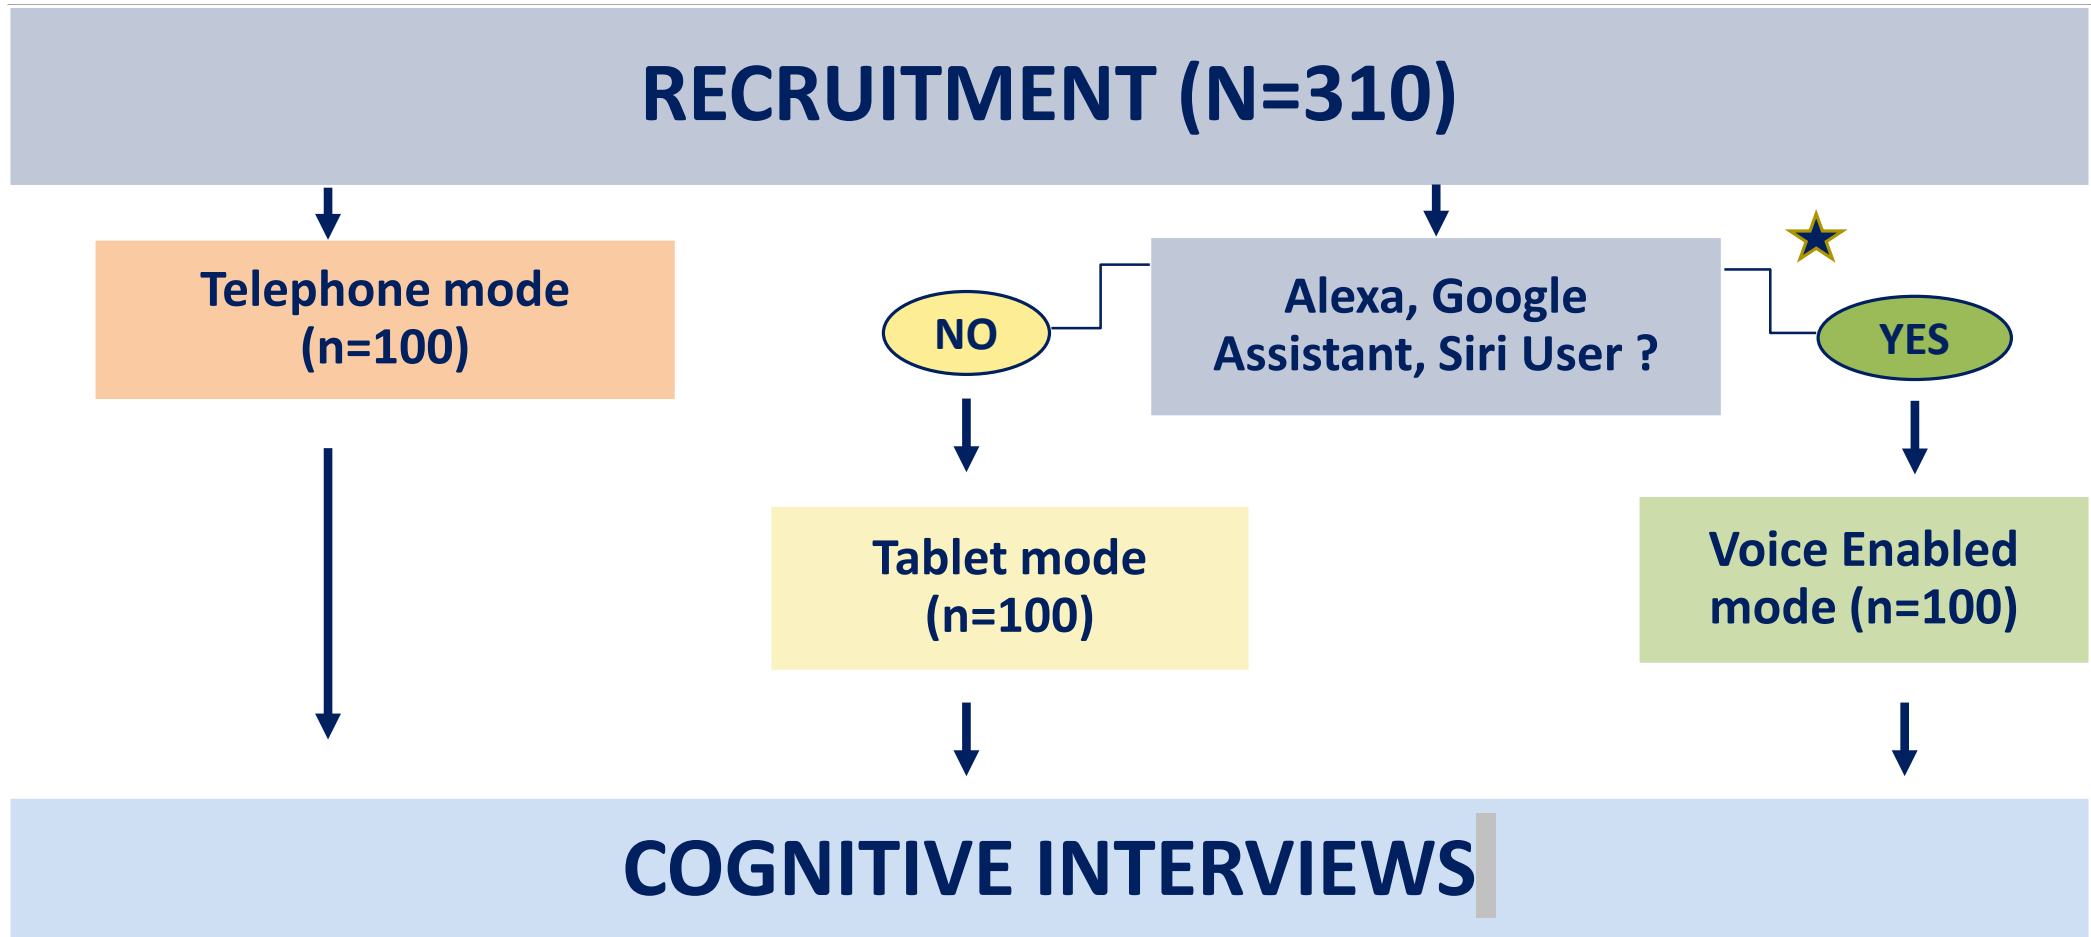 RECRUITMENT (N=310)
Telephone mode
(n=100)
NO
Alexa, Google
Assistant, Siri User ?
YES
Tablet mode
(n=100)
Voice Enabled
mode (n=100)
COGNITIVE INTERVIEWS